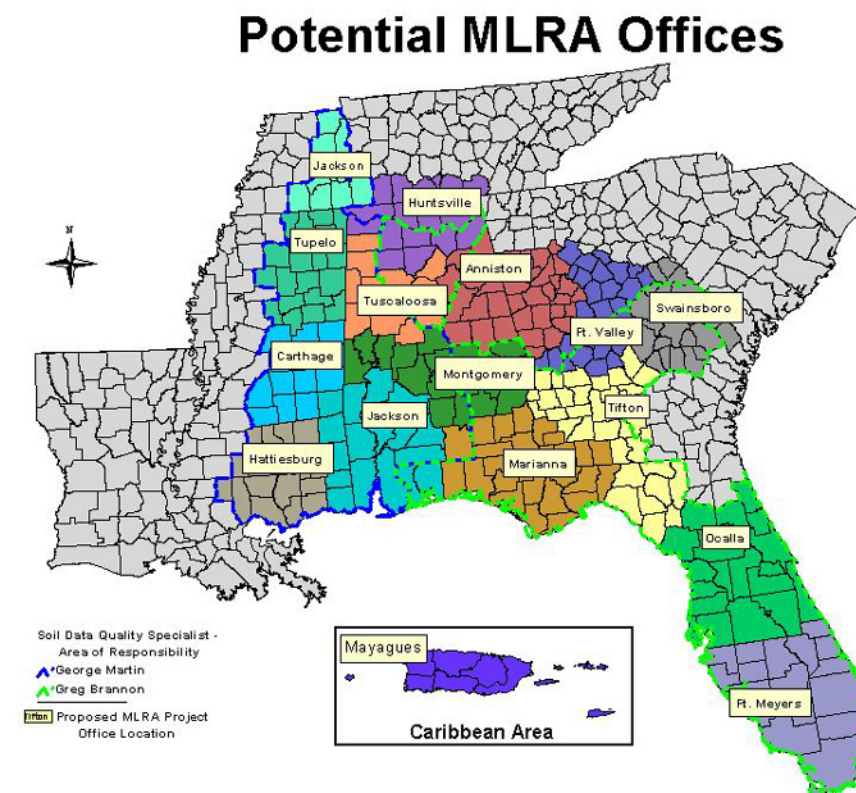 Potential MLRA Offices
Jackson
Huntsville
N
Tupelo
Anniston
Tuscaloosa
Swainsboro
Ft. Valley
Carthage
Montgomery
Jackson
Tifton
Hattiesburg
Marianna
Ocalla
Soil Data Quality Specialist -
Area of Responsibility
George Martin
Greg Brannon
Tifton Proposed MLRA Project
Office Location
Mayagues
Caribbean Area
Ft. Meyers